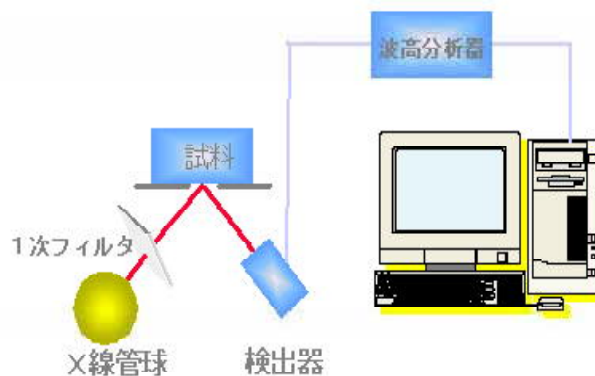 波高分析器
試料
1次フィルタ
X線管球
検出器